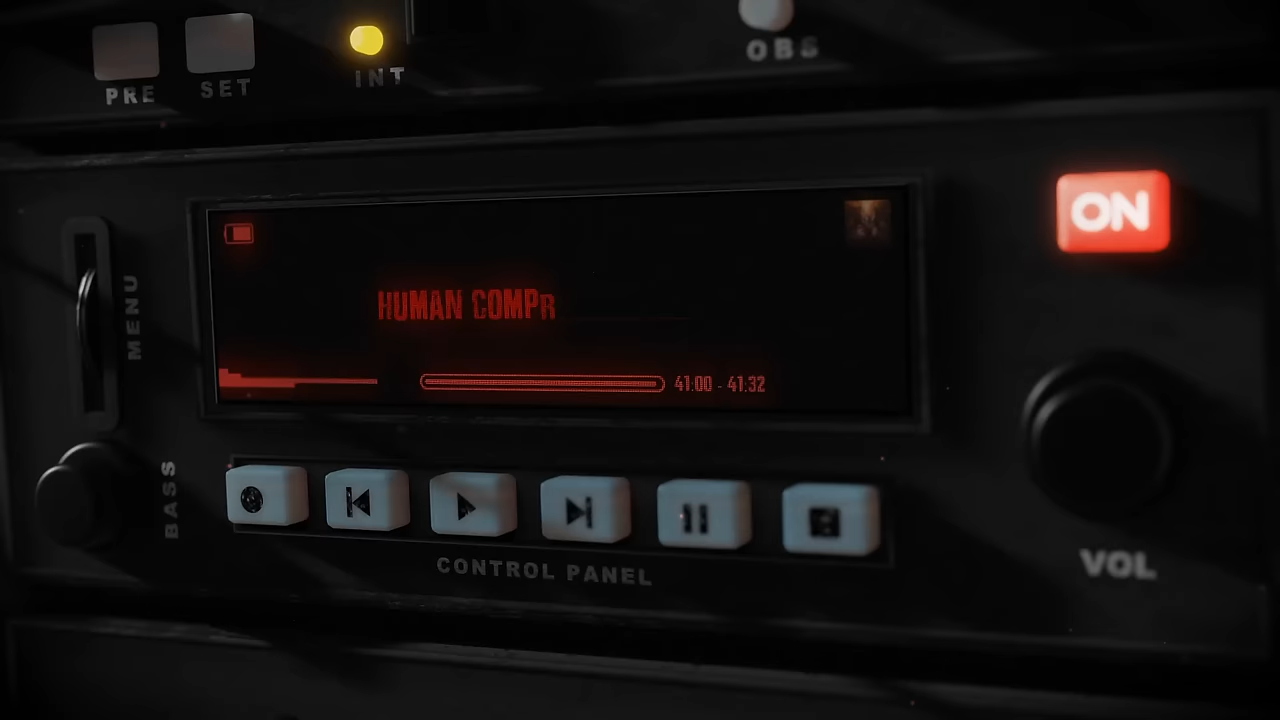 PRE
SET
INT
OBS
ON
HUMAN COMPR
41:00 - 41:32
MENU
BASS
CONTROL PANEL
VOL